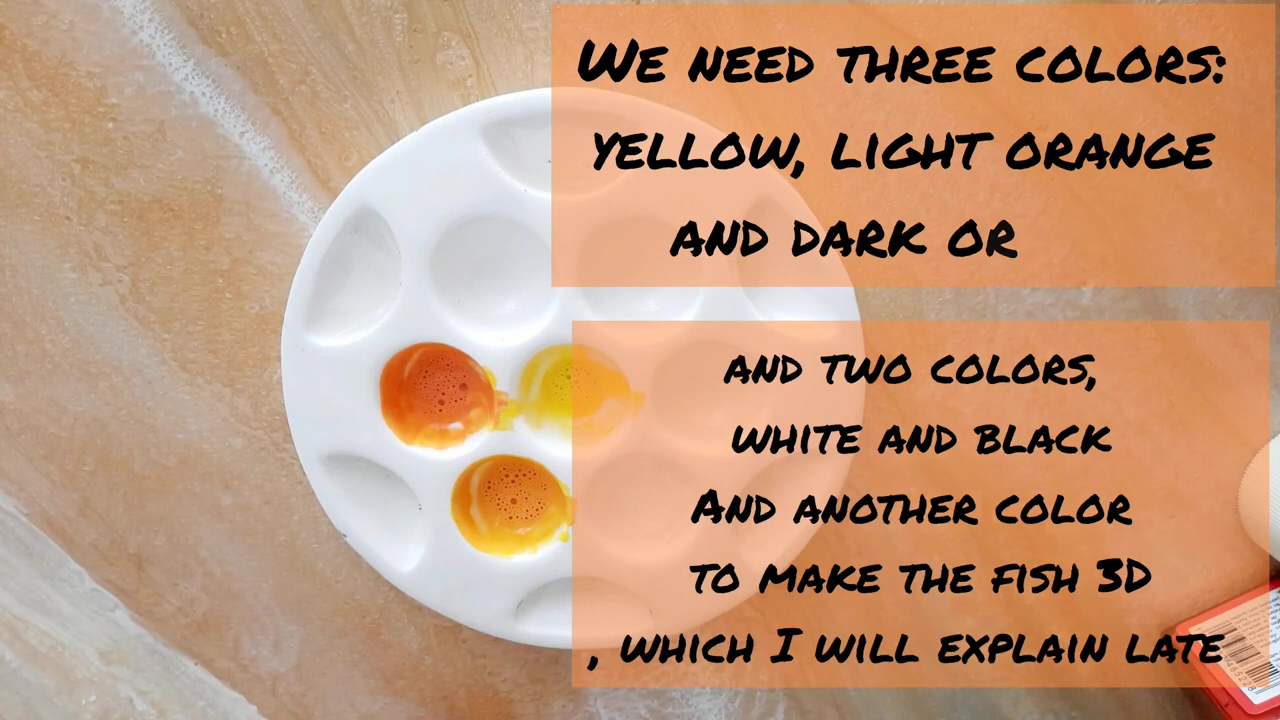 We need three colors:
yellow, light orange
and dark or
and two colors,
white and black
And another color
to make the fish 3D
, which I will explain late